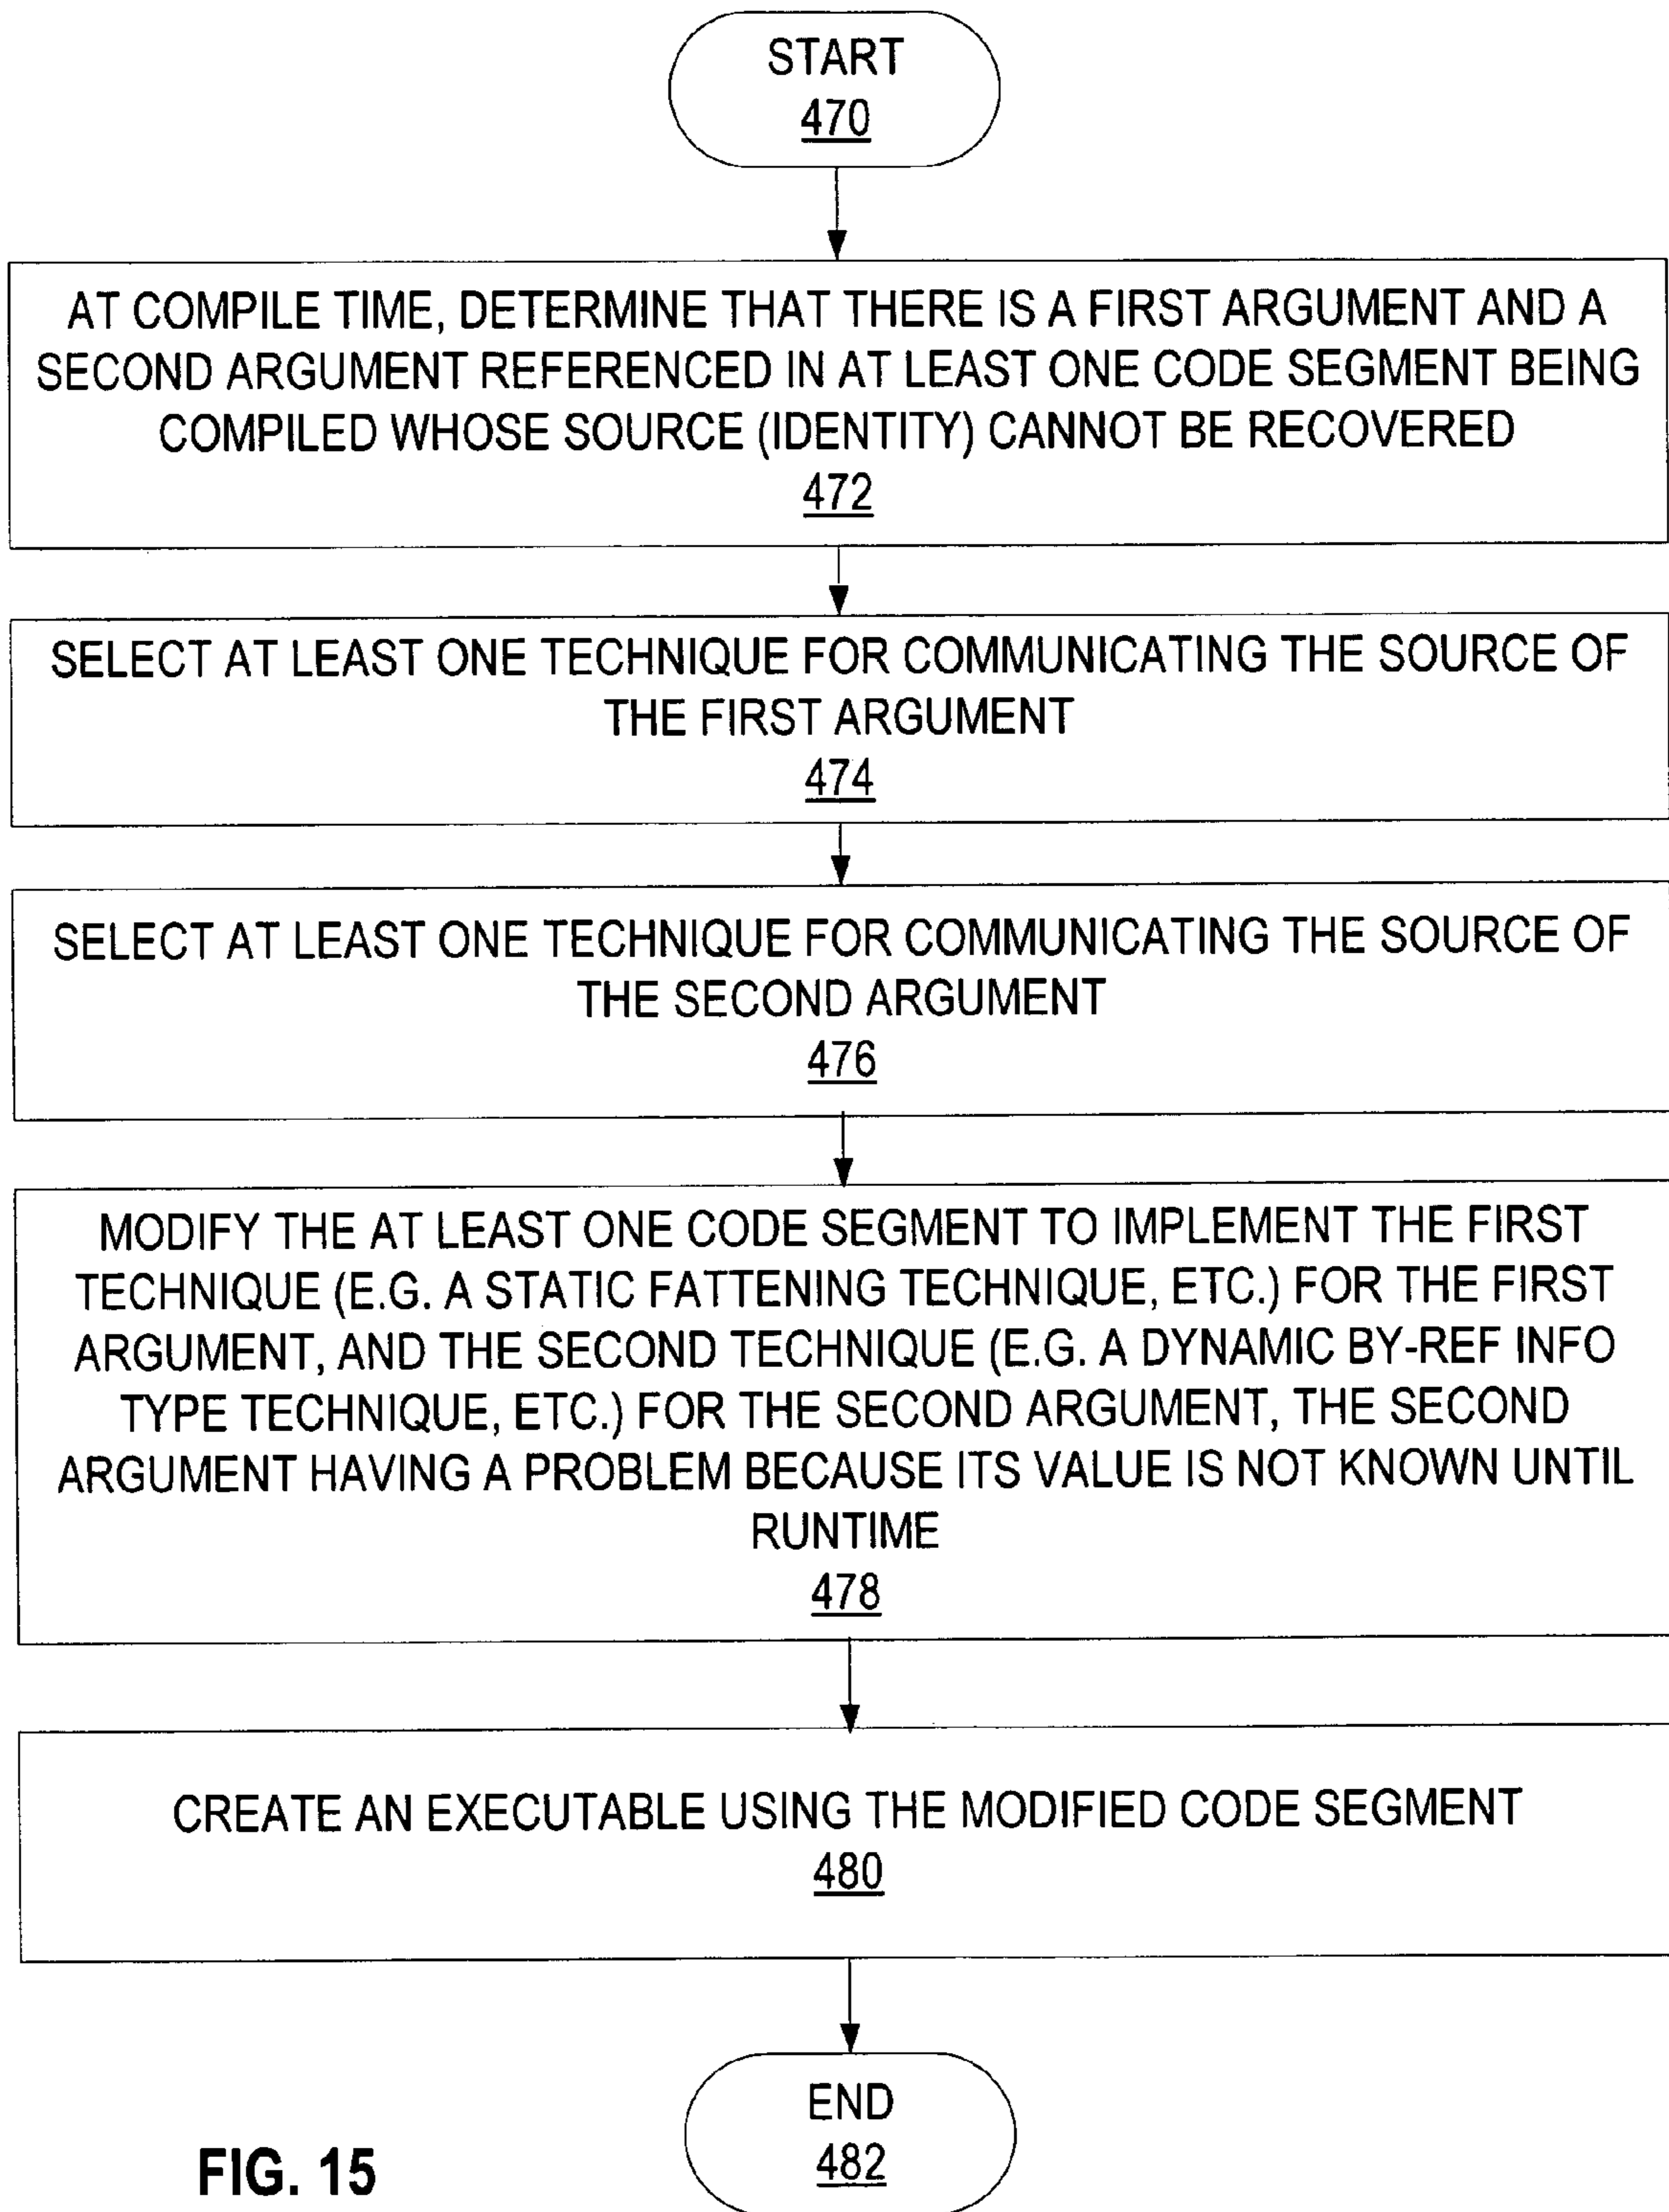 START
470
AT COMPILE TIME, DETERMINE THAT THERE IS A FIRST ARGUMENT AND A
SECOND ARGUMENT REFERENCED IN AT LEAST ONE CODE SEGMENT BEING
COMPILED WHOSE SOURCE (IDENTITY) CANNOT BE RECOVERED
472
SELECT AT LEAST ONE TECHNIQUE FOR COMMUNICATING THE SOURCE OF
THE FIRST ARGUMENT
474
SELECT AT LEAST ONE TECHNIQUE FOR COMMUNICATING THE SOURCE OF
THE SECOND ARGUMENT
476
MODIFY THE AT LEAST ONE CODE SEGMENT TO IMPLEMENT THE FIRST
TECHNIQUE (E.G. A STATIC FATTENING TECHNIQUE, ETC.) FOR THE FIRST
ARGUMENT, AND THE SECOND TECHNIQUE (E.G. A DYNAMIC BY-REF INFO
TYPE TECHNIQUE, ETC.) FOR THE SECOND ARGUMENT, THE SECOND
ARGUMENT HAVING A PROBLEM BECAUSE ITS VALUE IS NOT KNOWN UNTIL
RUNTIME
478
CREATE AN EXECUTABLE USING THE MODIFIED CODE SEGMENT
480
END
482
FIG. 15